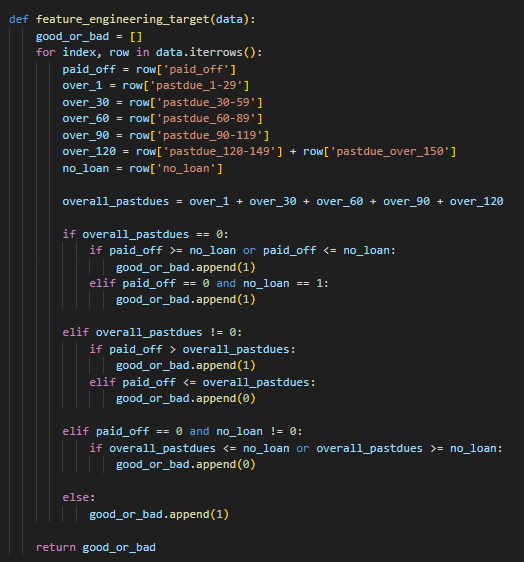 def feature_engineering_target(data):
    good_or_bad = []
    for index, row in data.iterrows():
        paid_off = row['paid_off']
        over_1 = row['pastdue_1-29']
        over_30 = row['pastdue_30-59']
        over_60 = row['pastdue_60-89']
        over_90 = row['pastdue_90-119']
        over_120 = row['pastdue_120-149'] + row['pastdue_over_150']
        no_loan = row['no_loan']

        overall_pastdues = over_1 + over_30 + over_60 + over_90 + over_120

        if overall_pastdues == 0:
            if paid_off >= no_loan or paid_off <= no_loan:
                good_or_bad.append(1)
            elif paid_off == 0 and no_loan == 1:
                good_or_bad.append(1)

        elif overall_pastdues != 0:
            if paid_off > overall_pastdues:
                good_or_bad.append(1)
            elif paid_off <= overall_pastdues:
                good_or_bad.append(0)

        elif paid_off == 0 and no_loan != 0:
            if overall_pastdues <= no_loan or overall_pastdues >= no_loan:
                good_or_bad.append(0)

        else:
            good_or_bad.append(1)

    return good_or_bad